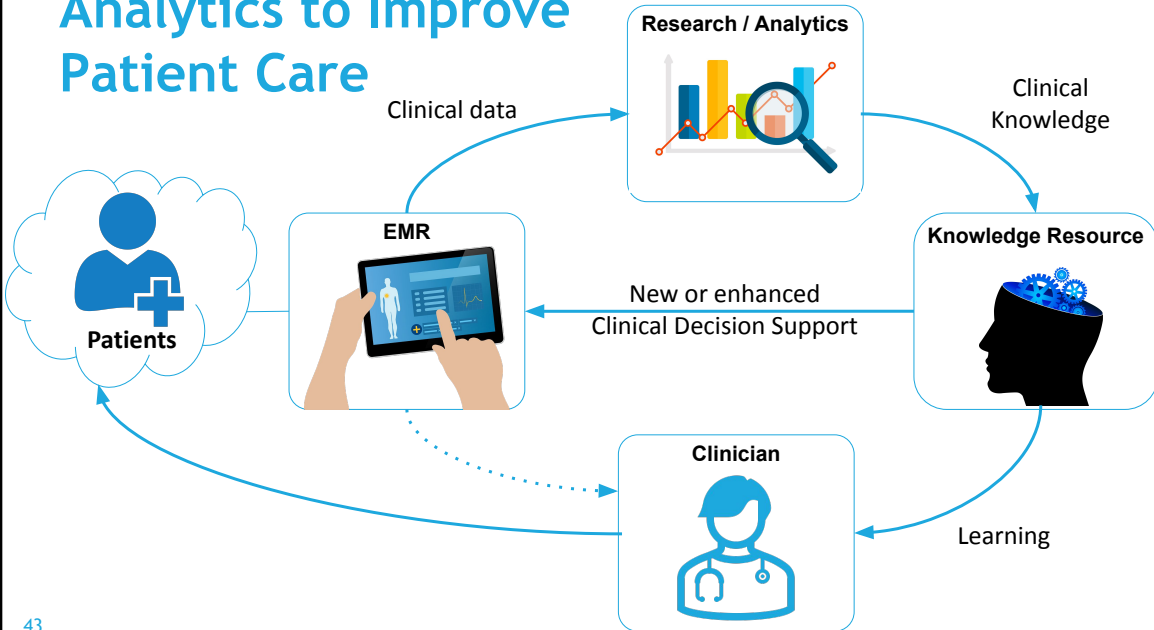 Analytics to Improve
Patient Care
Research / Analytics
Clinical data
Clinical
Knowledge
Patients
EMR
Knowledge Resource
New or enhanced
Clinical Decision Support
Clinician
Learning
43